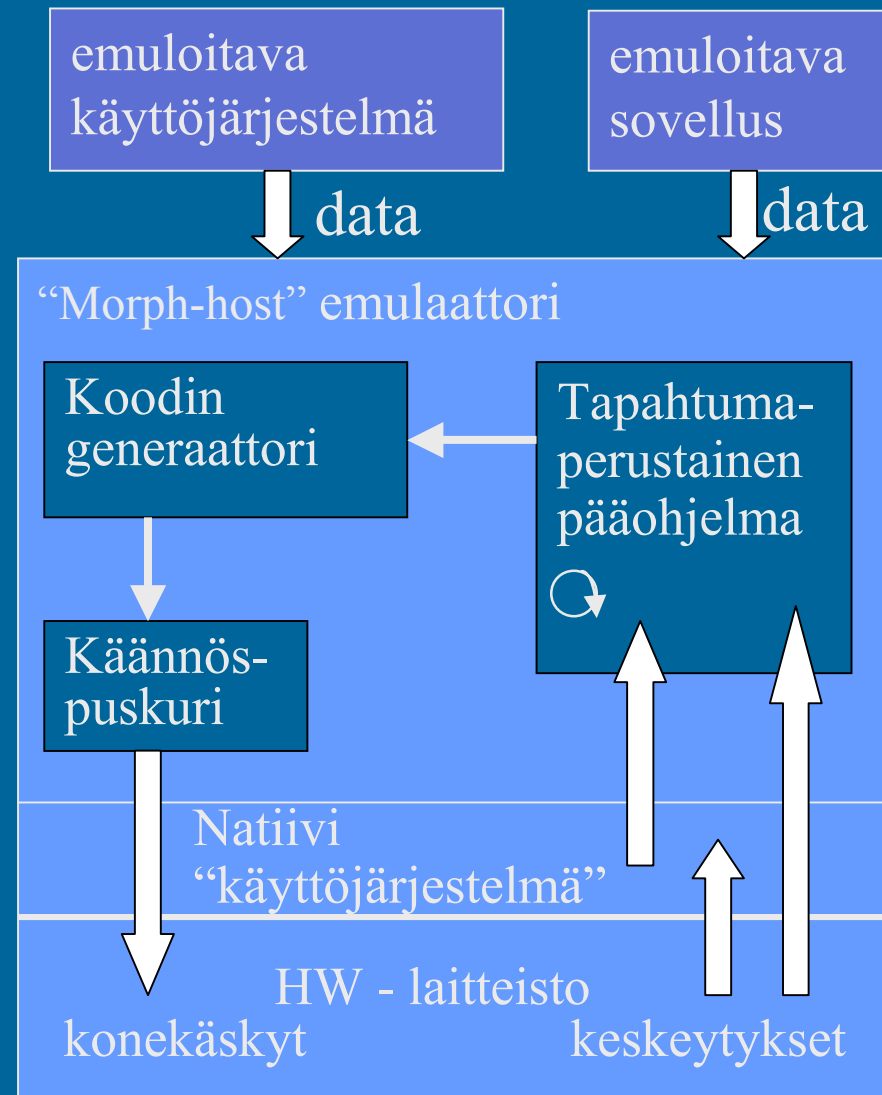 emuloitava
käyttöjärjestelmä
emuloitava
sovellus
data
data
“Morph-host” emulaattori
Koodin
generaattori
Tapahtuma-
perustainen
pääohjelma
Käännös-
puskuri
Natiivi
“käyttöjärjestelmä”
HW - laitteisto
konekäskyt
keskeytykset